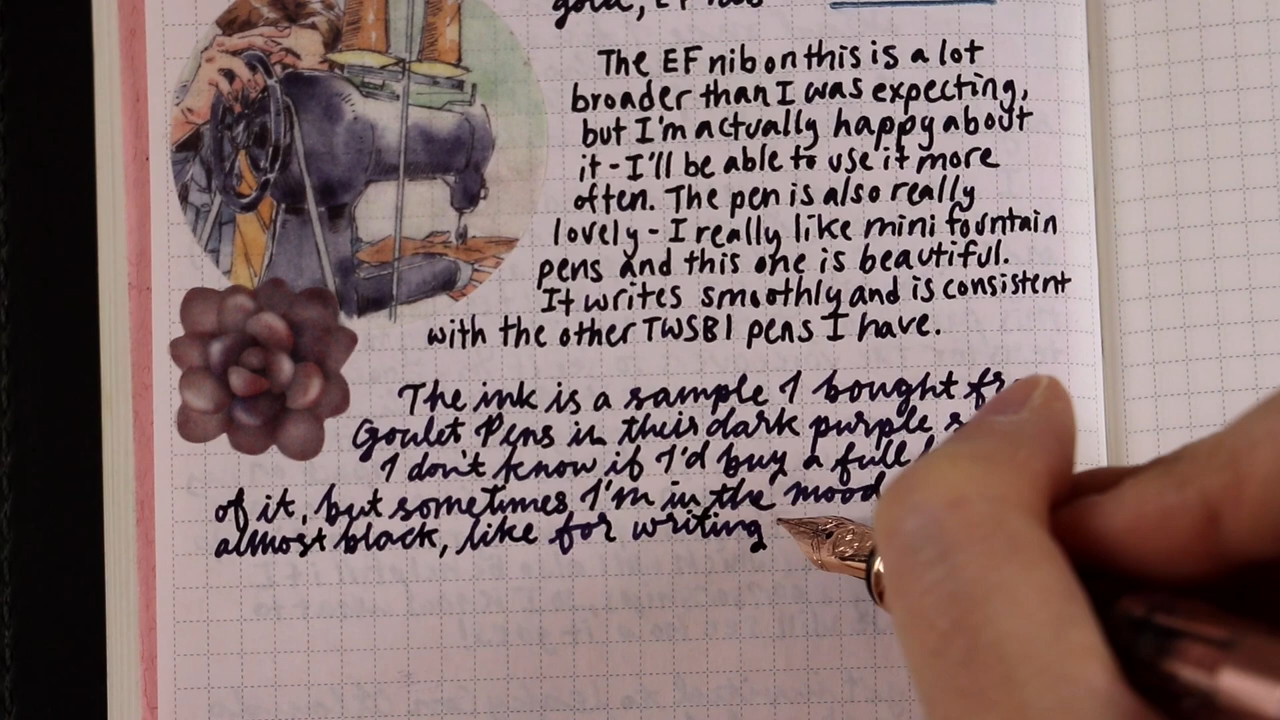 gold, EF nib
The EF nib on this is a lot
broader than I was expecting,
but I'm actually happy about
it - I'll be able to use it more
often. The pen is also really
lovely - I really like mini fountain
pens and this one is beautiful.
It writes smoothly and is consistent
with the other TWSBI pens I have.
The ink is a sample I bought
Goulet Pens in their dark purple
I don't know if I'd buy a full
of it, but sometimes I'm in the mood
almost black, like for writing